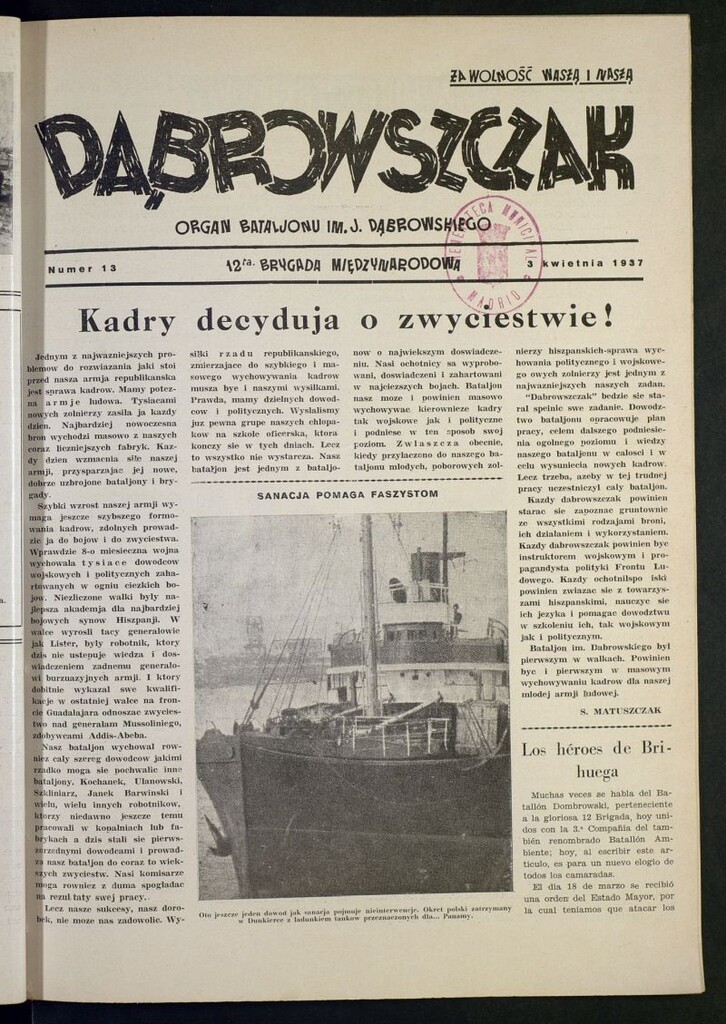 ZA WOLNOŚĆ WASZĄ I NASZĄ
DĄBROWSZCZAK
ORGAN BATALJONU IM. J. DĄBROWSKIEGO
HEMEROTECA MUNICIPAL
MADRID
Numer 13
12ra. BRYGADA MIĘDZYNARODOWA
3 kwietnia 1937
Kadry decyduja o zwyciestwie!
Jednym z najwazniejszych pro-
blemow do rozwiazania jaki stoi
przed nasza armja republikanska
jest sprawa kadrow. Mamy potez-
na armje ludowa. Tysiacami
nowych zolnierzy zasila ja kazdy
dzien. Najbardziej nowoczesna
bron wychodzi masowo z naszych
coraz liczniejszych fabryk. Kaz-
dy dzien wzmacnia sile naszej
armji, przysparzajac jej nowe,
dobrze uzbrojone bataljony i bry-
gady.
Szybki wzrost naszej armji wy-
maga jeszcze szybszego formo-
wania kadrow, zdolnych prowad-
zic ja do bojow i do zwyciestwa.
Wprawdzie 8-o miesieczna wojna
wychowala tysiace dowodcow
wojskowych i politycznych zaha-
rtowanych w ogniu ciezkich bo-
jow. Niezliczone walki byly na-
jlepsza akademja dla najbardziej
bojowych synow Hiszpanji. W
walce wyrosli tacy generalowie
jak Lister, byly robotnik, ktory
dzis nie ustepuje wiedza i dos-
wiadczeniem zadnemu generalo-
wi burzuazyjnych armji. I ktory
dobitnie wykazal swe kwalifi-
kacje w ostatniej walce na fron-
cie Guadalajara odnoszac zwycies-
two nad generalam Mussoliniego,
zdobywcami Addis-Abeba.
Nasz bataljon wychowal row-
niez caly szereg dowodcow jakimi
rzadko moga sie pochwalic inne
bataljony, Kochanek, Ulanowski,
Szkliniarz, Janek Barwinski i
wielu, wielu innych robotnikow,
ktorzy niedawno jeszcze temu
pracowali w kopalniach lub fa-
brykach a dzis stali sie pierws-
zorzednymi dowodcami i prowad-
za nasz bataljon do coraz to wiek-
szych zwyciestw. Nasi komisarze
moga rowniez z duma spogladac
na rezultaty swej pracy.
Lecz nasze sukcesy, nasz doro-
bek, nie moze nas zadowolic. Wy-
silki rzadu republikanskiego,
zmierzajace do szybkiego i ma-
sowego wychowywania kadrow
musza bye i naszymi wysilkami.
Prawda, mamy dzielnych dowod-
cow i politycznych. Wyslalismy
juz pewna grupe naszych chlopa-
kow na szkole oficerska, ktora
konczy sie w tych dniach. Lecz
to wszystko nie wystarcza. Nasz
bataljon jest jednym z bataljo-
now o najwiekszym doswiadcze-
niu. Nasi ochotnicy sa wyprobo-
wani, doswiadczeni i zahartowani
w najciezszych bojach. Bataljon
nasz moze i powinien masowo
wychowywac kierownicze kadry
tak wojskowe jak i polityczne
i podniese w ten sposob swoj
poziom. Zwlaszcza obecnie,
kiedy przylaczono do naszego ba-
taljonu mlodych, poborowych zol-
nierzy hiszpanskich-sprawa wyc-
howania politycznego i wojskowe-
go owych zolnierzy jest jednym z
najwazniejszych naszych zadan.
"Dabrowszczak" bedzie sie sta-
ral speinic swe zadanie. Dowodz-
two bataljonu opracowuje plan
pracy, celem dalszego podniesie-
nia ogolnego poziomu i wiedzy
naszego bataljonu w calosci i w
celu wysuniecia nowych kadrow.
Lecz trzeba, azeby w tej trudnej
pracy uczestniczyl caly bataljon.
Kazdy dabrowszczak powinien
starac sie zapoznac gruntownie
ze wszystkimi rodzajami broni,
ich dzialaniem i wykorzystaniem.
Kazdy dabrowszczak powinien byc
instruktorem wojskowym i pro-
pagandysta polityki Frontu Lu-
dowego. Kazdy ochotnilspo iski
powinien zwiazac sie z towarzys-
zami hiszpanskimi, nauczyc sie
ich jezyka i pomagac dowodztwu
w szkoleniu ich, tak wojskowym
jak i politycznym.
Bataljon im. Dabrowskiego byl
pierwszym w walkach. Powinien
byc i pierwszym w masowym
wychowywaniu kadrow dla naszej
mlodej armji ludowej.
S. MATUSZCZAK
SANACJA POMAGA FASZYSTOM
Oto jeszcze jeden dawod jak sanacja pojmuje nieinterwencje. Okret polski zatrzymany
w Dunkierce z ladunkiem tankow przeznaczonych dla... Panamy.
Los héroes de Bri-
huega
Muchas veces se habla del Ba-
tallón Dombrowski, perteneciente
a la gloriosa 12 Brigada, hoy uni-
dos con la 3.ª Compañía del tam-
bién renombrado Batallón Am-
biente; hoy, al escribir este ar-
tículo, es para un nuevo elogio de
todos los camaradas.
El día 18 de marzo se recibió
una orden del Estado Mayor, por
la cual teníamos que atacar los